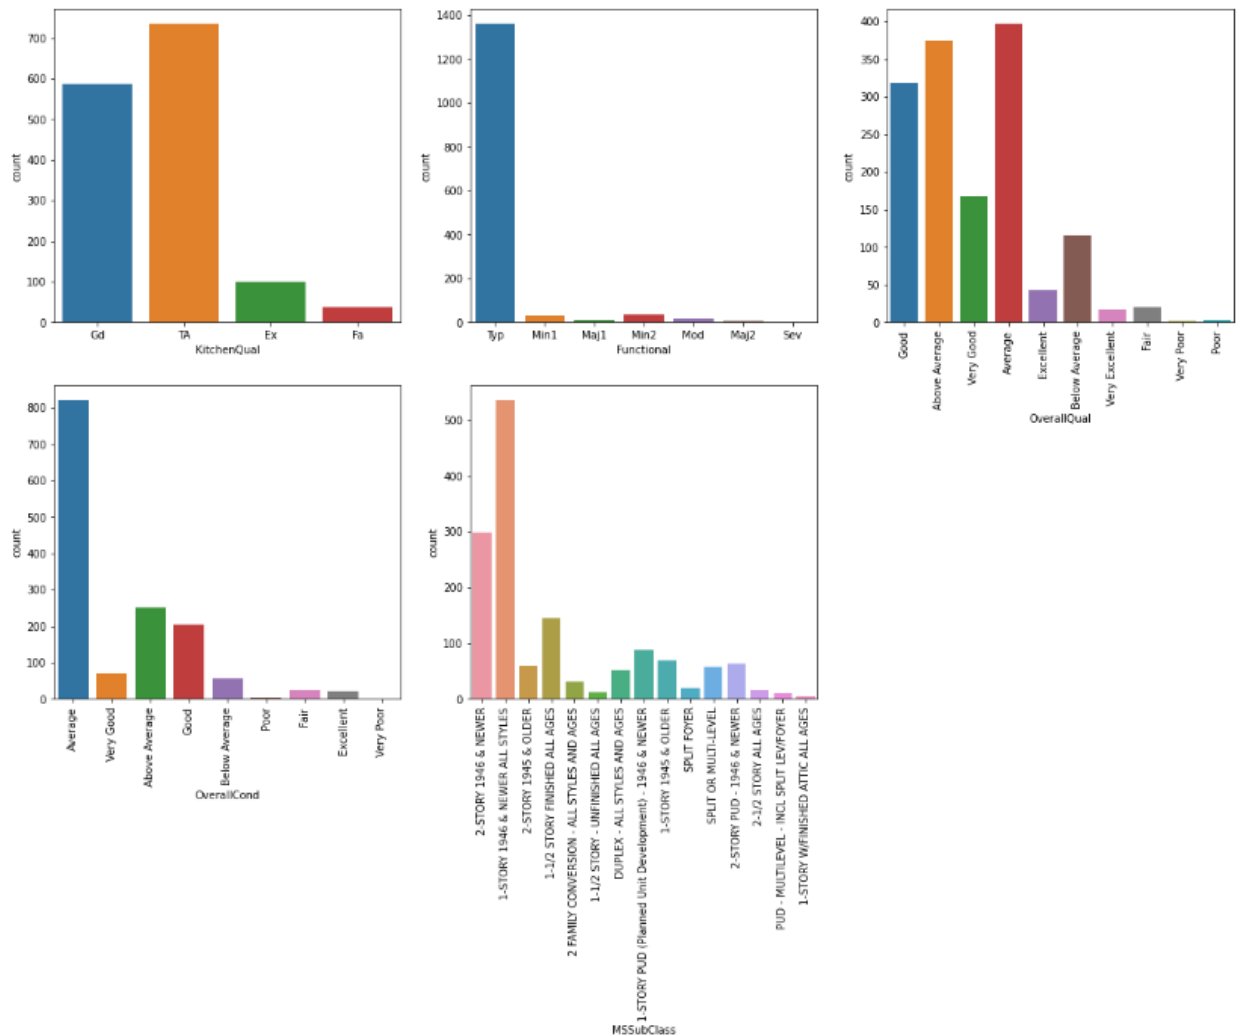 700
600
500
400
300
200
100
0
count
Gd TA Ex Fa
KitchenQual
1400
1200
1000
800
600
400
200
0
count
Typ Min1 Maj1 Min2 Mod Maj2 Sev
Functional
400
350
300
250
200
150
100
50
0
count
Good
Above Average
Very Good
Average
Excellent
Below Average
Very Excellent
Fair
Very Poor
Poor
OverallQual
800
700
600
500
400
300
200
100
0
count
Average
Very Good
Above Average
Good
Below Average
Poor
Fair
Excellent
Very Poor
OverallCond
500
400
300
200
100
0
count
2-STORY 1946 & NEWER
1-STORY 1946 & NEWER ALL STYLES
2-STORY 1945 & OLDER
1-1/2 STORY FINISHED ALL AGES
2 FAMILY CONVERSION - ALL STYLES AND AGES
1-1/2 STORY - UNFINISHED ALL AGES
DUPLEX - ALL STYLES AND AGES
1-STORY PUD (Planned Unit Development) - 1946 & NEWER
1-STORY 1945 & OLDER
SPLIT FOYER
SPLIT OR MULTI-LEVEL
2-STORY PUD - 1946 & NEWER
2-1/2 STORY ALL AGES
PUD - MULTILEVEL - INCL SPLIT LEV/FOYER
1-STORY W/FINISHED ATTIC ALL AGES
MSSubClass